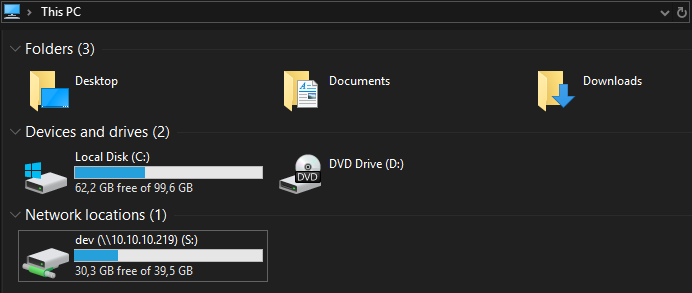 This PC
Folders (3)
Desktop
Documents
Downloads
Devices and drives (2)
Local Disk (C:)
62,2 GB free of 99,6 GB
DVD Drive (D:)
DVD
Network locations (1)
dev (\\10.10.10.219) (S:)
30,3 GB free of 39,5 GB